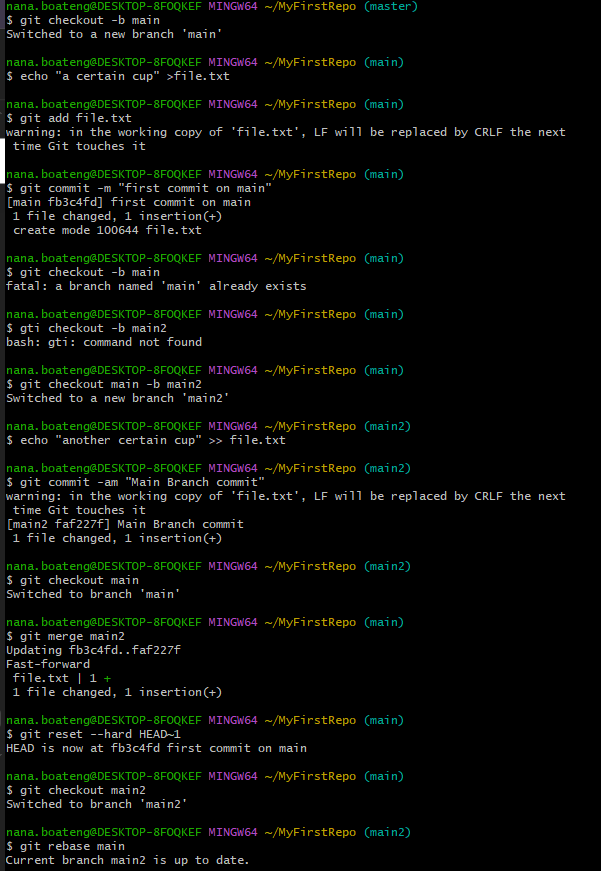 nana.boateng@DESKTOP-8FOQKEF MINGW64 ~/MyFirstRepo (master)
$ git checkout -b main
Switched to a new branch 'main'
nana.boateng@DESKTOP-8FOQKEF MINGW64 ~/MyFirstRepo (main)
$ echo "a certain cup" >file.txt
nana.boateng@DESKTOP-8FOQKEF MINGW64 ~/MyFirstRepo (main)
$ git add file.txt
warning: in the working copy of 'file.txt', LF will be replaced by CRLF the next
 time Git touches it
nana.boateng@DESKTOP-8FOQKEF MINGW64 ~/MyFirstRepo (main)
$ git commit -m "first commit on main"
[main fb3c4fd] first commit on main
 1 file changed, 1 insertion(+)
 create mode 100644 file.txt
nana.boateng@DESKTOP-8FOQKEF MINGW64 ~/MyFirstRepo (main)
$ git checkout -b main
fatal: a branch named 'main' already exists
nana.boateng@DESKTOP-8FOQKEF MINGW64 ~/MyFirstRepo (main)
$ gti checkout -b main2
bash: gti: command not found
nana.boateng@DESKTOP-8FOQKEF MINGW64 ~/MyFirstRepo (main)
$ git checkout main -b main2
Switched to a new branch 'main2'
nana.boateng@DESKTOP-8FOQKEF MINGW64 ~/MyFirstRepo (main2)
$ echo "another certain cup" >> file.txt
nana.boateng@DESKTOP-8FOQKEF MINGW64 ~/MyFirstRepo (main2)
$ git commit -am "Main Branch commit"
warning: in the working copy of 'file.txt', LF will be replaced by CRLF the next
 time Git touches it
[main2 faf227f] Main Branch commit
 1 file changed, 1 insertion(+)
nana.boateng@DESKTOP-8FOQKEF MINGW64 ~/MyFirstRepo (main2)
$ git checkout main
Switched to branch 'main'
nana.boateng@DESKTOP-8FOQKEF MINGW64 ~/MyFirstRepo (main)
$ git merge main2
Updating fb3c4fd..faf227f
Fast-forward
 file.txt | 1 +
 1 file changed, 1 insertion(+)
nana.boateng@DESKTOP-8FOQKEF MINGW64 ~/MyFirstRepo (main)
$ git reset --hard HEAD~1
HEAD is now at fb3c4fd first commit on main
nana.boateng@DESKTOP-8FOQKEF MINGW64 ~/MyFirstRepo (main)
$ git checkout main2
Switched to branch 'main2'
nana.boateng@DESKTOP-8FOQKEF MINGW64 ~/MyFirstRepo (main2)
$ git rebase main
Current branch main2 is up to date.